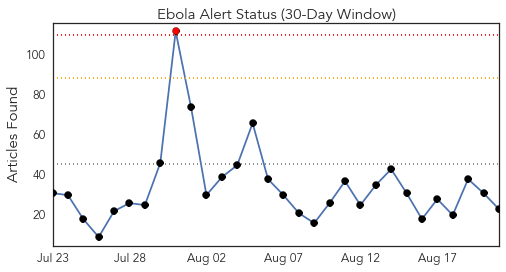 Ebola Alert Status (30-Day Window)
Articles Found
100
80
60
40
20
Jul 23 Jul 28 Aug 02 Aug 07 Aug 12 Aug 17